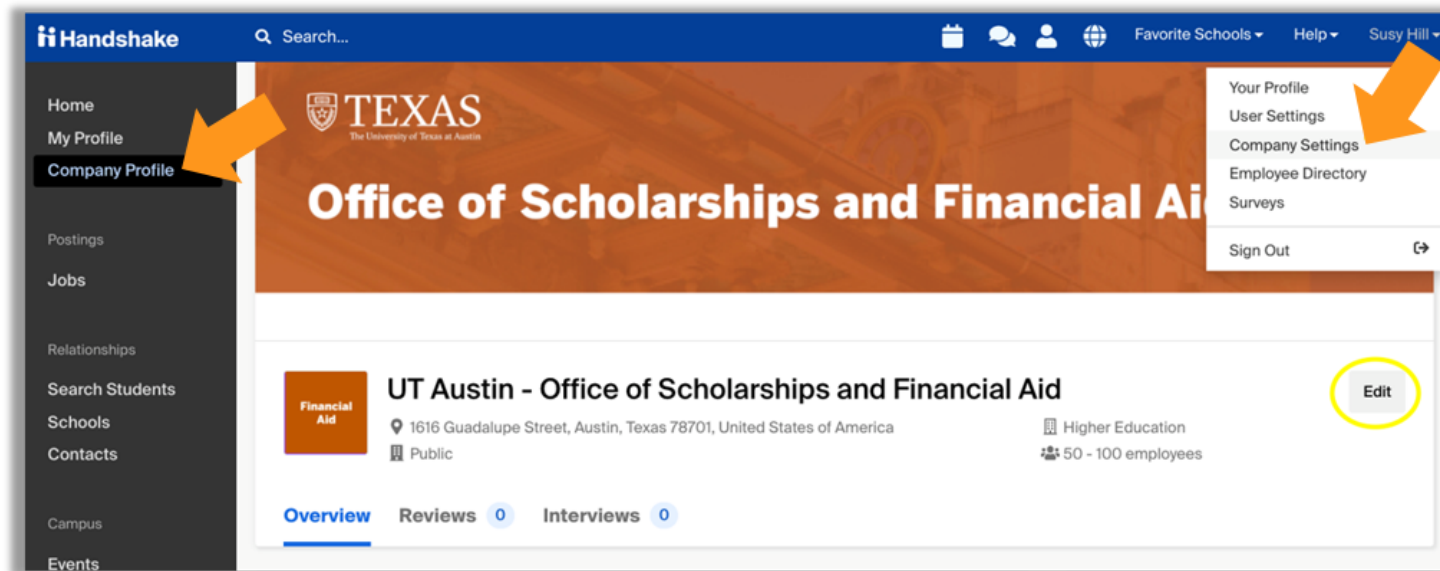 Handshake
Search...
Favorite Schools
Help
Susy Hill
Home
My Profile
Company Profile
Postings
Jobs
Relationships
Search Students
Schools
Contacts
Campus
Events
TEXAS
The University of Texas at Austin
Office of Scholarships and Financial Ai
Your Profile
User Settings
Company Settings
Employee Directory
Surveys
Sign Out
Financial
Aid
UT Austin - Office of Scholarships and Financial Aid
Edit
1616 Guadalupe Street, Austin, Texas 78701, United States of America
Higher Education
Public
50 - 100 employees
Overview
Reviews 0
Interviews 0